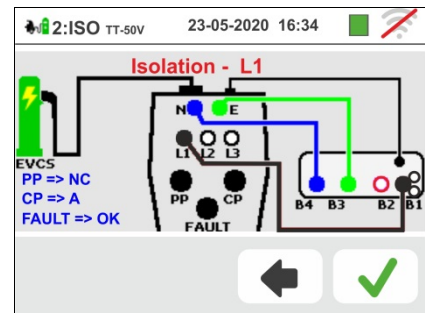 2:ISO TT-50V 23-05-2020 16:34
Isolation - L1
N E
L1 L2 L3
EVCS
PP => NC
CP => A
FAULT => OK
PP CP
FAULT
B4 B3 B2 B1